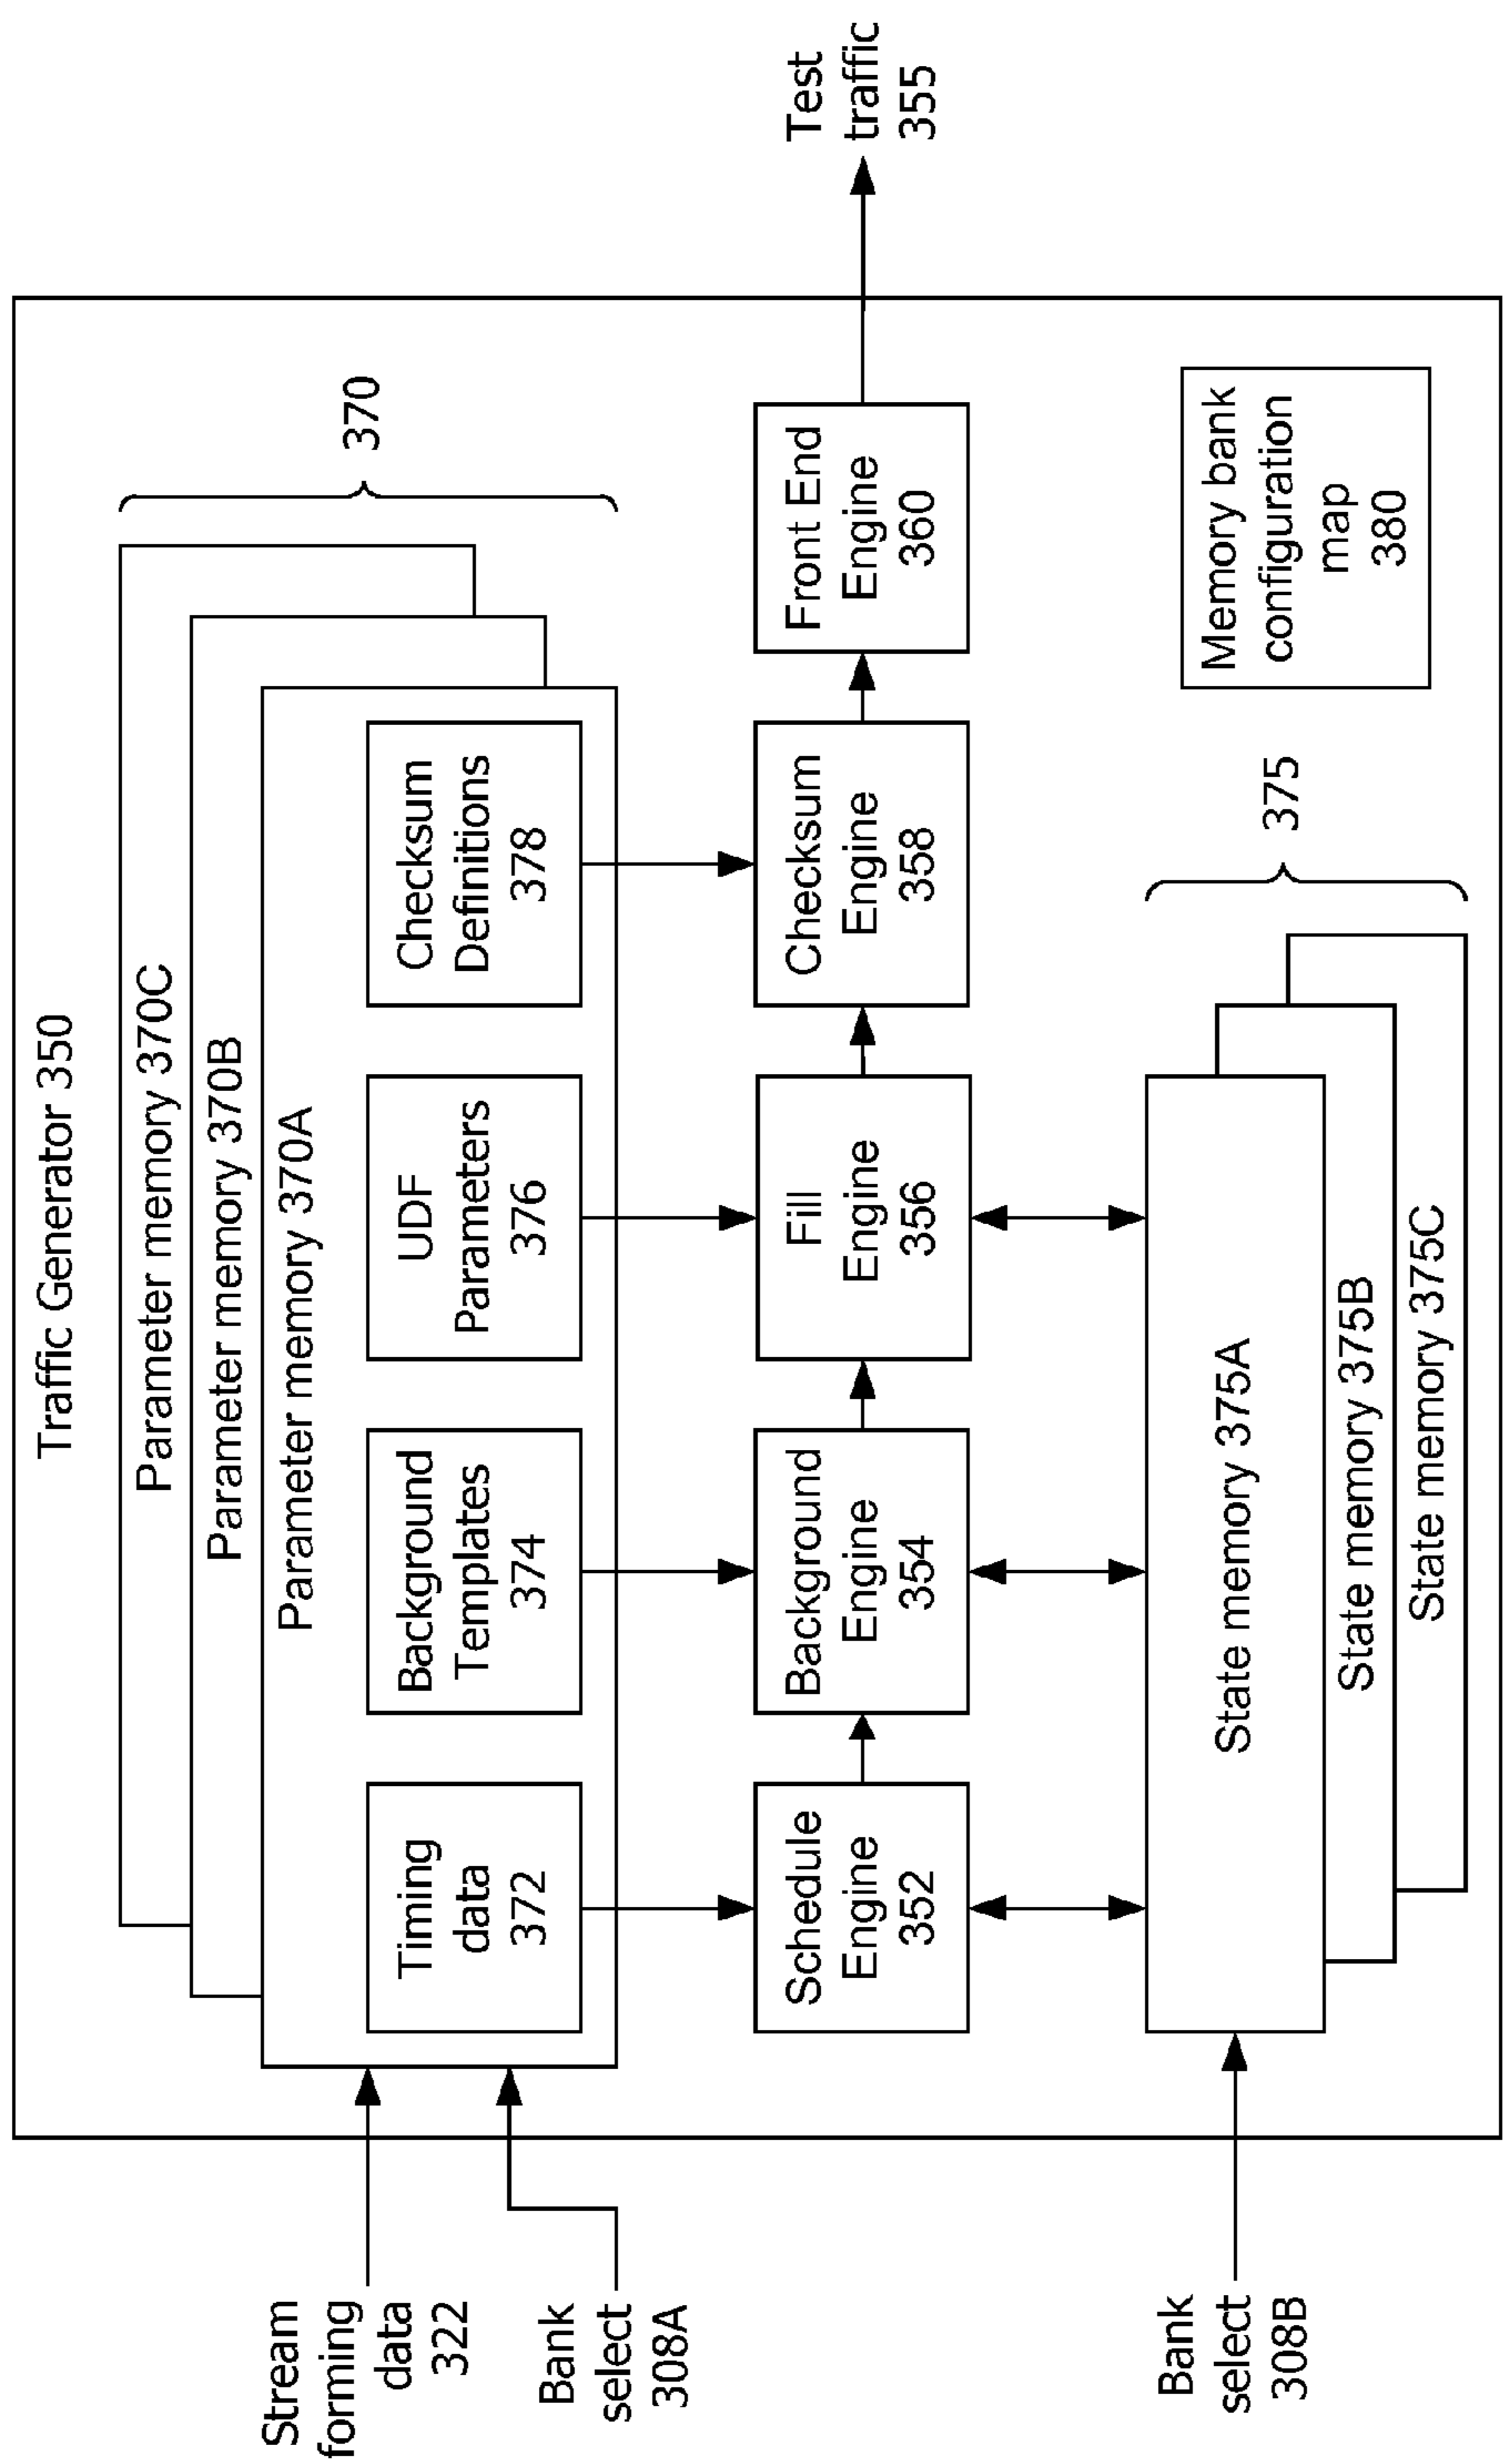 Traffic Generator 350
Parameter memory 370C
Parameter memory 370B
Parameter memory 370A
370
Stream
forming
data
322
Bank
select
308A
Timing
data
372
Background
Templates
374
UDF
Parameters
376
Checksum
Definitions
378
Schedule
Engine
352
Background
Engine
354
Fill
Engine
356
Checksum
Engine
358
Front End
Engine
360
Test
traffic
355
Bank
select
308B
State memory 375A
State memory 375B
State memory 375C
375
Memory bank
configuration
map
380